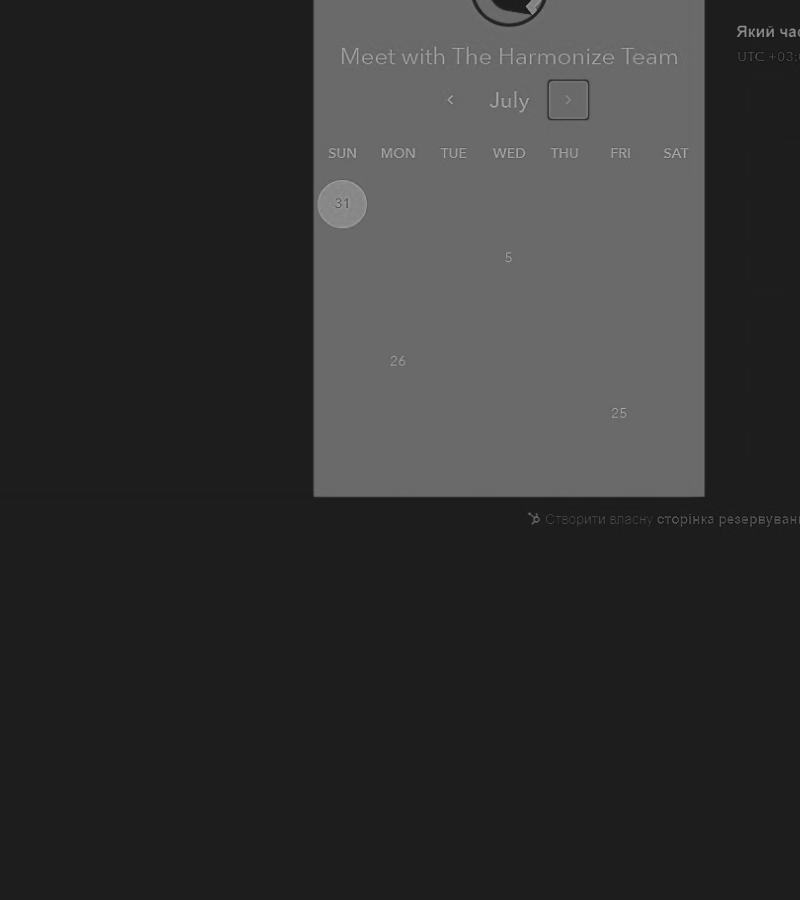 Який час
UTC +03:
Meet with The Harmonize Team
July
SUN MON TUE WED THU FRI SAT
31
5
26
25
Створити власну сторінка резервуван